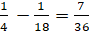 1/4 − 1/18 = 7/36